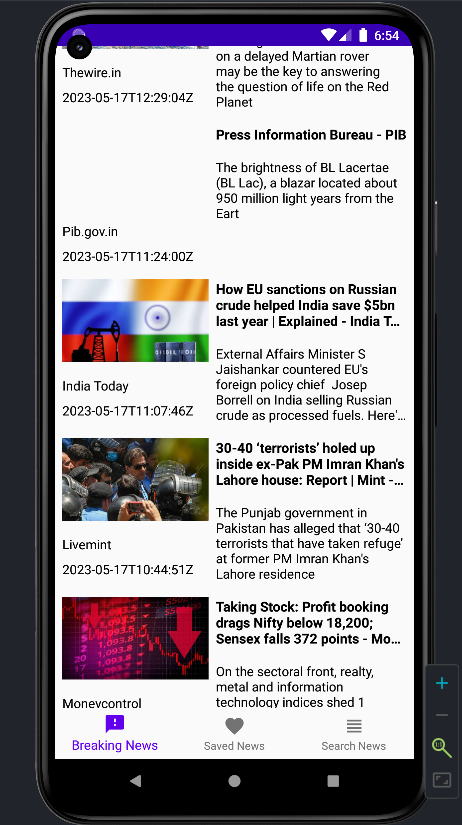 6:54
on a delayed Martian rover
may be the key to answering
the question of life on the Red
Planet
Thewire.in
2023-05-17T12:29:04Z
Press Information Bureau - PIB
The brightness of BL Lacertae
(BL Lac), a blazar located about
950 million light years from the
Eart
Pib.gov.in
2023-05-17T11:24:00Z
How EU sanctions on Russian
crude helped India save $5bn
last year | Explained - India T...
External Affairs Minister S
Jaishankar countered EU's
foreign policy chief Josep
Borrell on India selling Russian
crude as processed fuels. Here'...
India Today
2023-05-17T11:07:46Z
30-40 ‘terrorists’ holed up
inside ex-Pak PM Imran Khan's
Lahore house: Report | Mint -...
The Punjab government in
Pakistan has alleged that ‘30-40
terrorists that have taken refuge’
at former PM Imran Khan's
Lahore residence
Livemint
2023-05-17T10:44:51Z
Taking Stock: Profit booking
drags Nifty below 18,200;
Sensex falls 372 points - Mo...
On the sectoral front, realty,
metal and information
technology indices shed 1
Moneycontrol
Breaking News
Saved News
Search News